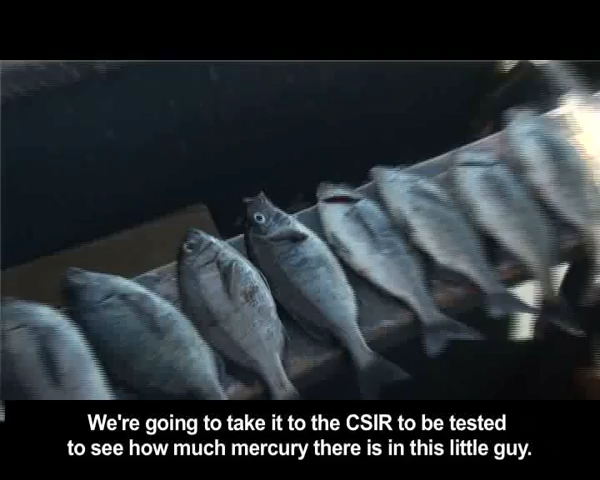 We're going to take it to the CSIR to be tested
to see how much mercury there is in this little guy.